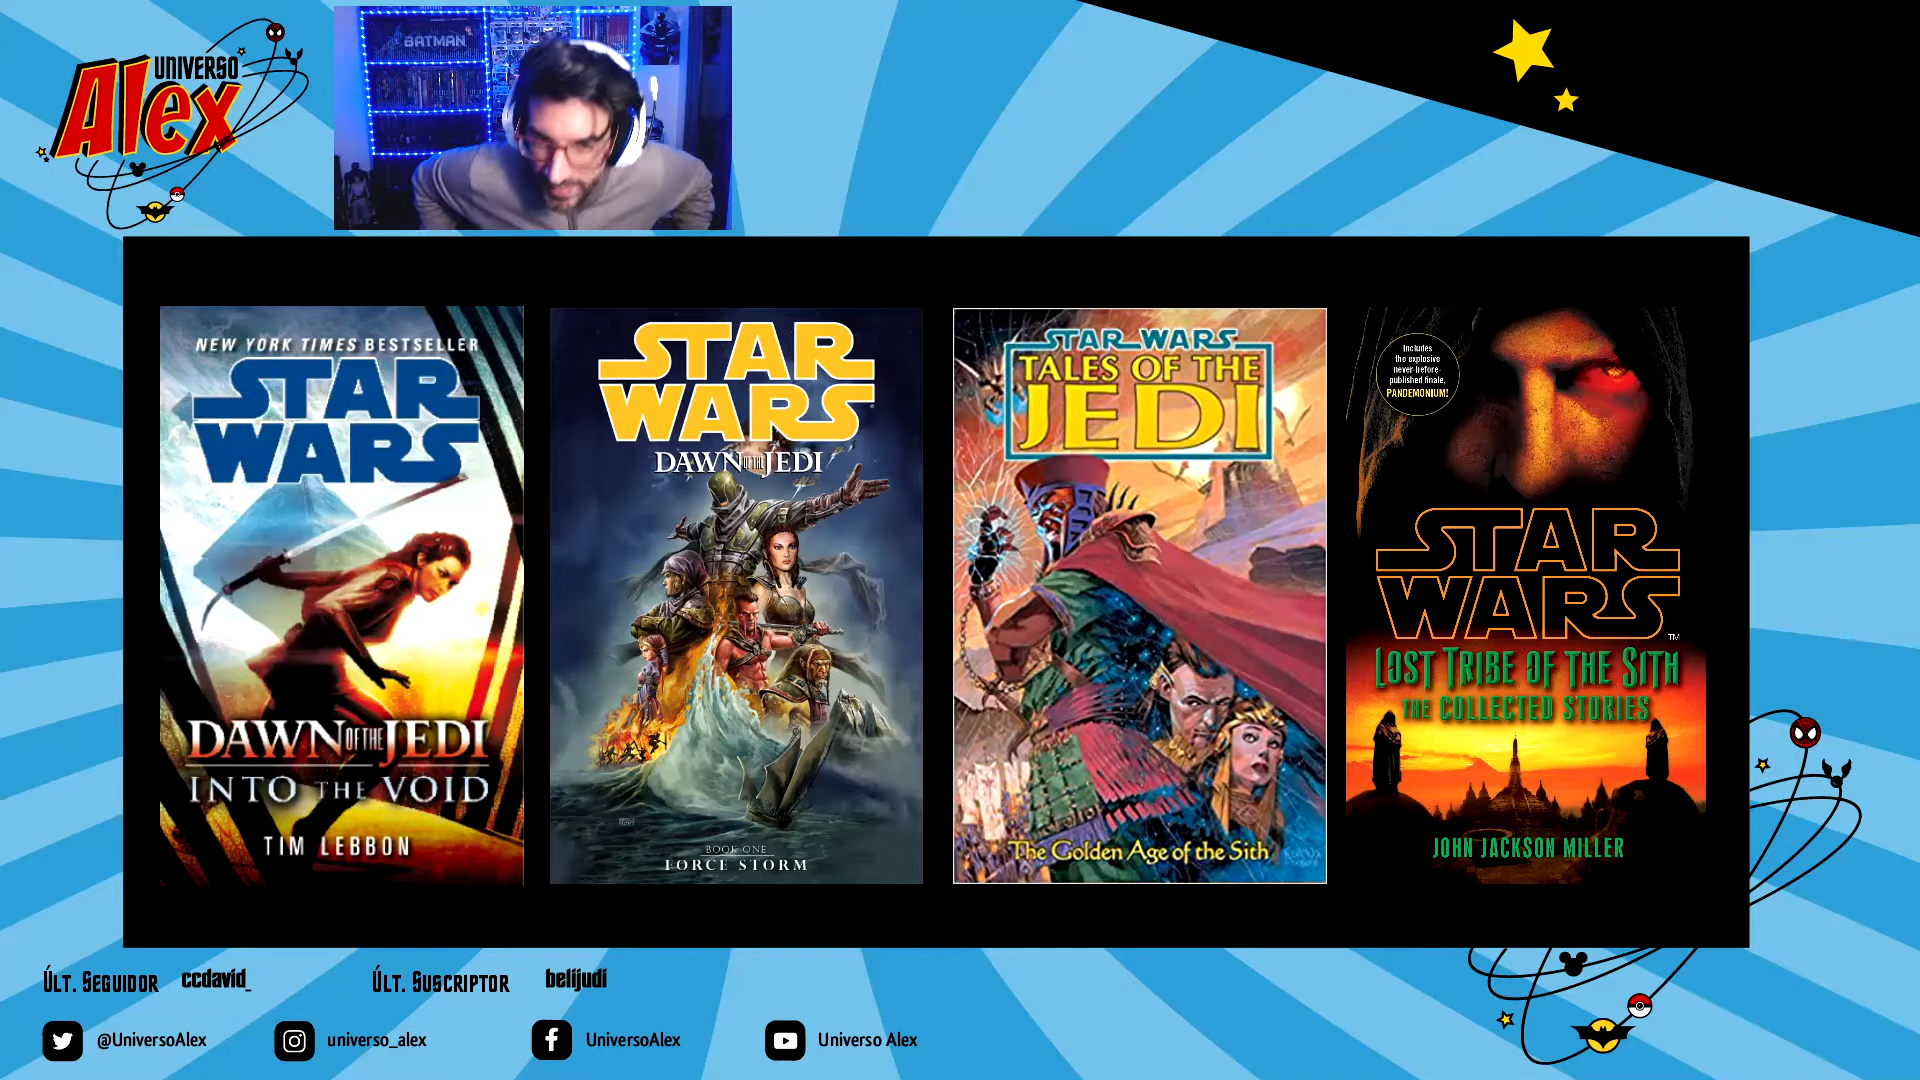 UNIVERSO
Alex
BATMAN
NEW YORK TIMES BESTSELLER
STAR
WARS
DAWN OF THE JEDI
INTO THE VOID
TIM LEBBON
STAR
WARS
DAWN OF THE JEDI
BOOK ONE
FORCE STORM
STAR WARS
TALES OF THE
JEDI
The Golden Age of the Sith
Includes
the explosive
never-before-
published finale,
PANDEMONIUM!
STAR
WARS
TM
LOST TRIBE OF THE SITH
THE COLLECTED STORIES
JOHN JACKSON MILLER
ÚLT. SEGUIDOR ccdavid_
ÚLT. SUSCRIPTOR belijudi
@UniversoAlex
universo_alex
UniversoAlex
Universo Alex